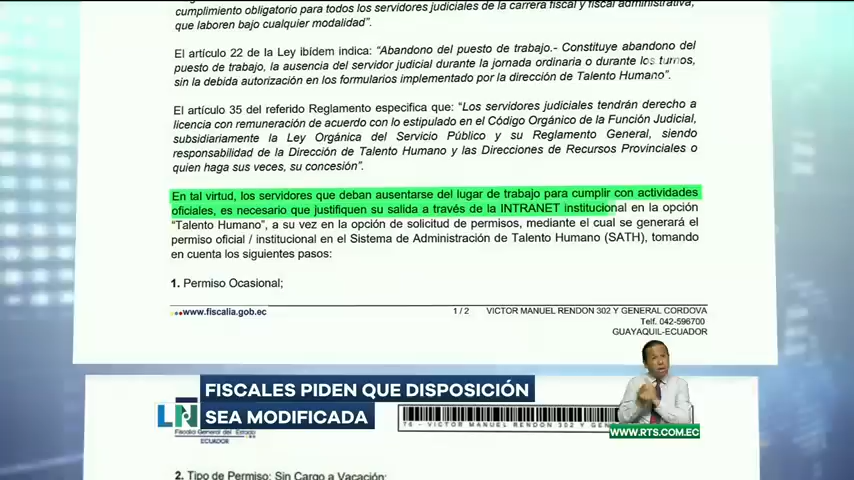 cumplimiento obligatorio para todos los servidores judiciales de la carrera fiscal y fiscal administrativa,
que laboren bajo cualquier modalidad”.
El artículo 22 de la Ley ibídem indica: “Abandono del puesto de trabajo.- Constituye abandono del
puesto de trabajo, la ausencia del servidor judicial durante la jornada ordinaria o durante los turnos,
sin la debida autorización en los formularios implementado por la dirección de Talento Humano”.
El artículo 35 del referido Reglamento especifica que: “Los servidores judiciales tendrán derecho a
licencia con remuneración de acuerdo con lo estipulado en el Código Orgánico de la Función Judicial,
subsidiariamente la Ley Orgánica del Servicio Público y su Reglamento General, siendo
responsabilidad de la Dirección de Talento Humano y las Direcciones de Recursos Provinciales o
quien haga sus veces, su concesión”.
En tal virtud, los servidores que deban ausentarse del lugar de trabajo para cumplir con actividades
oficiales, es necesario que justifiquen su salida a través de la INTRANET institucional en la opción
“Talento Humano”, a su vez en la opción de solicitud de permisos, mediante el cual se generará el
permiso oficial / institucional en el Sistema de Administración de Talento Humano (SATH), tomando
en cuenta los siguientes pasos:
1. Permiso Ocasional;
www.fiscalia.gob.ec
1 / 2
VICTOR MANUEL RENDON 302 Y GENERAL CORDOVA
Telf. 042-596700
GUAYAQUIL-ECUADOR
FISCALES PIDEN QUE DISPOSICIÓN
SEA MODIFICADA
LN
Fiscalía General del Estado
ECUADOR
76 - VICTOR MANUEL RENDON 302 Y GEN
WWW.RTS.COM.EC
2. Tipo de Permiso: Sin Cargo a Vacación;